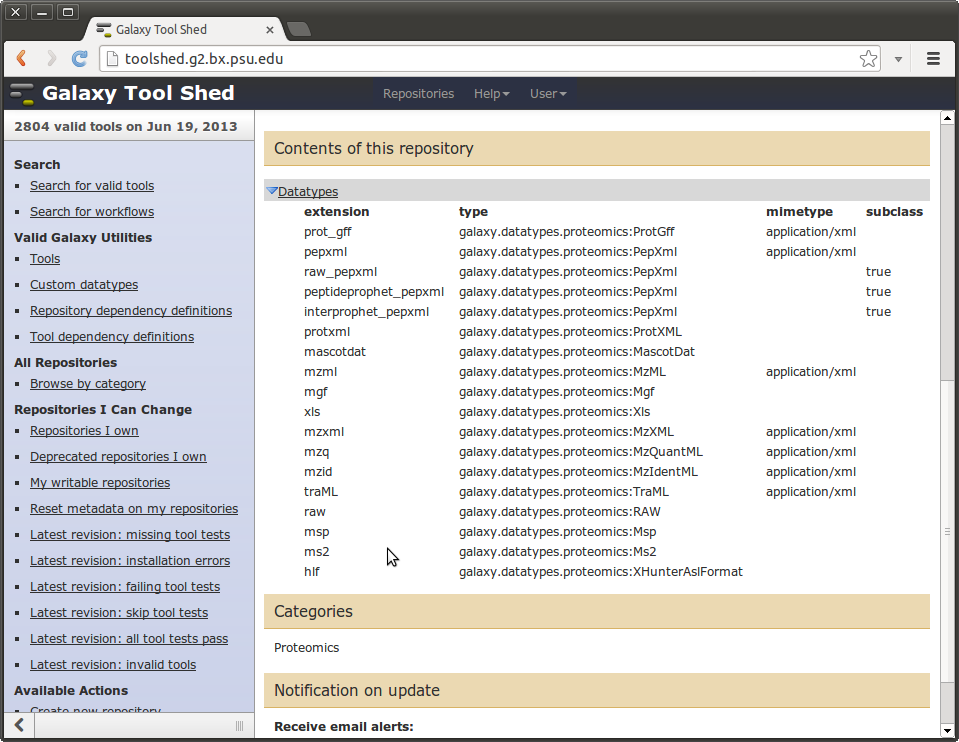 Galaxy Tool Shed
toolshed.g2.bx.psu.edu
Galaxy Tool Shed
Repositories
Help
User
2804 valid tools on Jun 19, 2013
Search
Search for valid tools
Search for workflows
Valid Galaxy Utilities
Tools
Custom datatypes
Repository dependency definitions
Tool dependency definitions
All Repositories
Browse by category
Repositories I Can Change
Repositories I own
Deprecated repositories I own
My writable repositories
Reset metadata on my repositories
Latest revision: missing tool tests
Latest revision: installation errors
Latest revision: failing tool tests
Latest revision: skip tool tests
Latest revision: all tool tests pass
Latest revision: invalid tools
Available Actions
Create new repository
Contents of this repository
Datatypes
extension type mimetype subclass
prot_gff galaxy.datatypes.proteomics:ProtGff application/xml
pepxml galaxy.datatypes.proteomics:PepXml application/xml
raw_pepxml galaxy.datatypes.proteomics:PepXml true
peptideprophet_pepxml galaxy.datatypes.proteomics:PepXml true
interprophet_pepxml galaxy.datatypes.proteomics:PepXml true
protxml galaxy.datatypes.proteomics:ProtXML
mascotdat galaxy.datatypes.proteomics:MascotDat
mzml galaxy.datatypes.proteomics:MzML application/xml
mgf galaxy.datatypes.proteomics:Mgf
xls galaxy.datatypes.proteomics:Xls
mzxml galaxy.datatypes.proteomics:MzXML application/xml
mzq galaxy.datatypes.proteomics:MzQuantML application/xml
mzid galaxy.datatypes.proteomics:MzIdentML application/xml
traML galaxy.datatypes.proteomics:TraML application/xml
raw galaxy.datatypes.proteomics:RAW
msp galaxy.datatypes.proteomics:Msp
ms2 galaxy.datatypes.proteomics:Ms2
hlf galaxy.datatypes.proteomics:XHunterAslFormat
Categories
Proteomics
Notification on update
Receive email alerts: